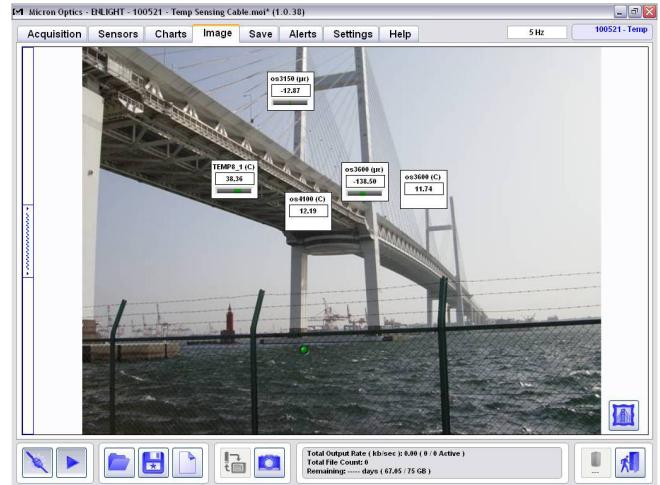 Micron Optics - ENLIGHT - 100521 - Temp Sensing Cable.moi* (1.0.38)
Acquisition Sensors Charts Image Save Alerts Settings Help 5 Hz 100521 - Temp
os3150 (με)
-12.87
TEMP8_1 (C)
38.36
os3600 (με)
-138.50
os3600 (C)
11.74
os4100 (C)
12.19
Total Output Rate ( kb/sec ): 0.00 ( 0 / 0 Active )
Total File Count: 0
Remaining: ----- days ( 67.05 / 75 GB )
----